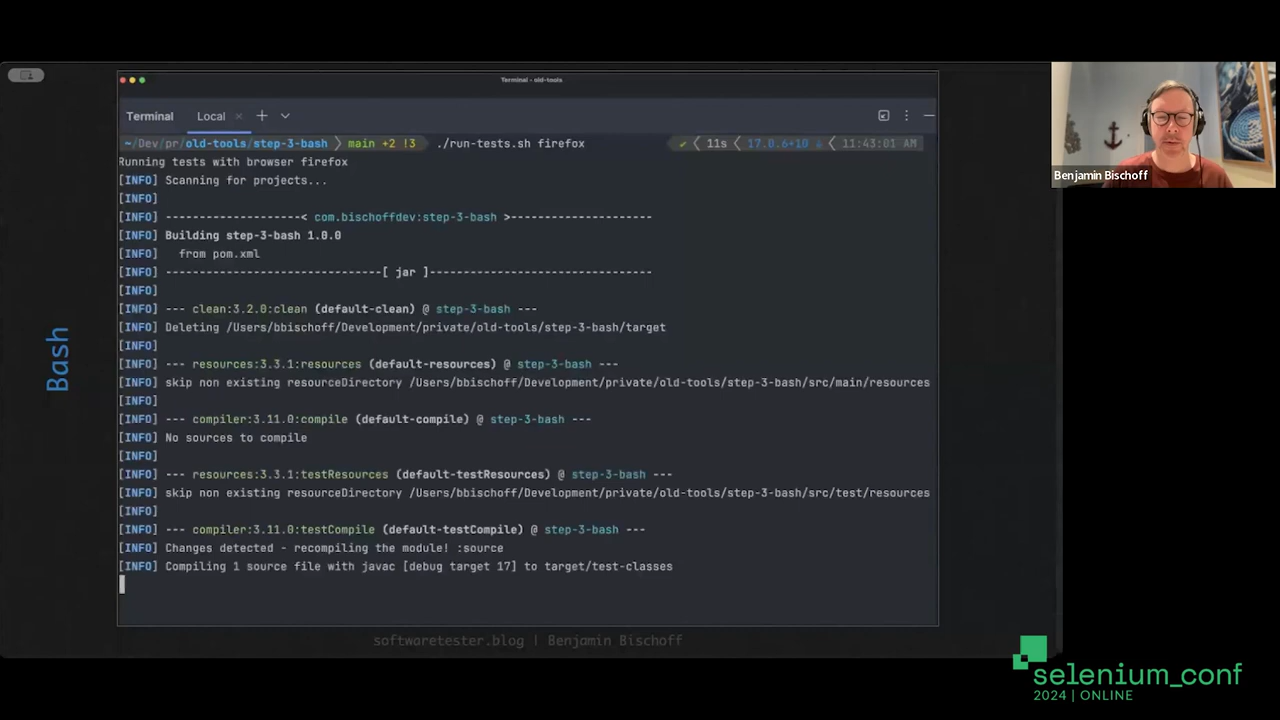 Terminal - old-tools
Terminal Local × +
~/Dev/pr/old-tools/step-3-bash main +2 !3 ./run-tests.sh firefox ✔ 11s 17.0.6+10 11:43:01 AM
Running tests with browser firefox
[INFO] Scanning for projects...
[INFO]
[INFO] --------------------< com.bischoffdev:step-3-bash >---------------------
[INFO] Building step-3-bash 1.0.0
[INFO]   from pom.xml
[INFO] --------------------------------[ jar ]---------------------------------
[INFO]
[INFO] --- clean:3.2.0:clean (default-clean) @ step-3-bash ---
[INFO] Deleting /Users/bbischoff/Development/private/old-tools/step-3-bash/target
[INFO]
[INFO] --- resources:3.3.1:resources (default-resources) @ step-3-bash ---
[INFO] skip non existing resourceDirectory /Users/bbischoff/Development/private/old-tools/step-3-bash/src/main/resources
[INFO]
[INFO] --- compiler:3.11.0:compile (default-compile) @ step-3-bash ---
[INFO] No sources to compile
[INFO]
[INFO] --- resources:3.3.1:testResources (default-testResources) @ step-3-bash ---
[INFO] skip non existing resourceDirectory /Users/bbischoff/Development/private/old-tools/step-3-bash/src/test/resources
[INFO]
[INFO] --- compiler:3.11.0:testCompile (default-testCompile) @ step-3-bash ---
[INFO] Changes detected - recompiling the module! :source
[INFO] Compiling 1 source file with javac [debug target 17] to target/test-classes
Bash
softwaretester.blog | Benjamin Bischoff
Benjamin Bischoff
selenium_conf
2024 | ONLINE